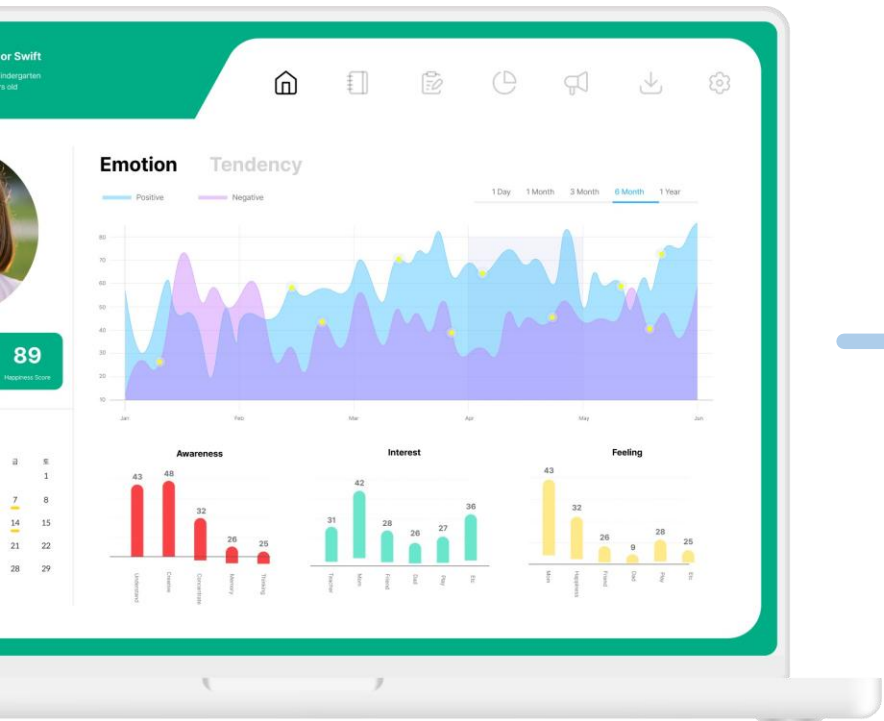 or Swift
indergarten
rs old
Emotion Tendency
Positive Negative
1 Day 1 Month 3 Month 6 Month 1 Year
80
70
60
50
40
30
20
10
Jan Feb Mar Apr May Jun
89
Happiness Score
금 토
1
7 8
14 15
21 22
28 29
Awareness
43 48 32 26 25
Understand Creative Concentrate Memory Thinking
Interest
31 42 28 26 27 36
Teacher Mom Friend Dad Play Etc
Feeling
43 32 26 9 28 25
Mom Happiness Friend Dad Play Etc